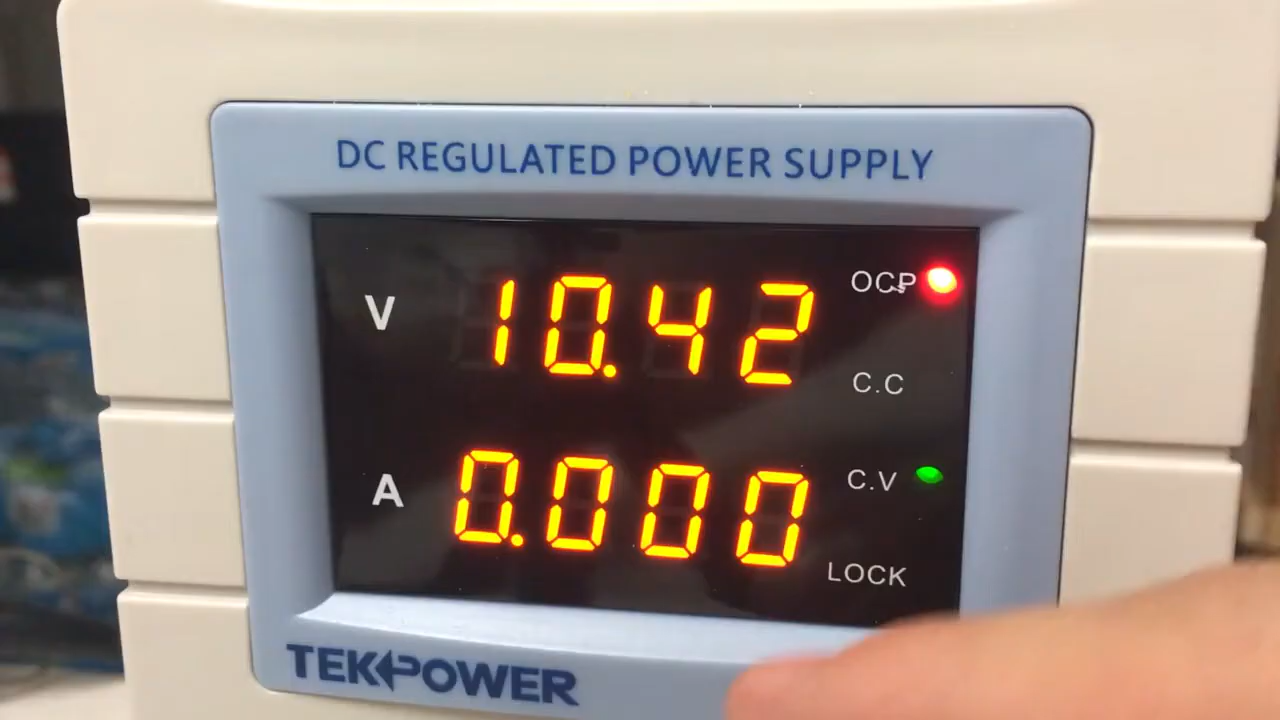 DC REGULATED POWER SUPPLY
V 10.42 OCP
C.C
A 0.000 C.V
LOCK
TEKPOWER